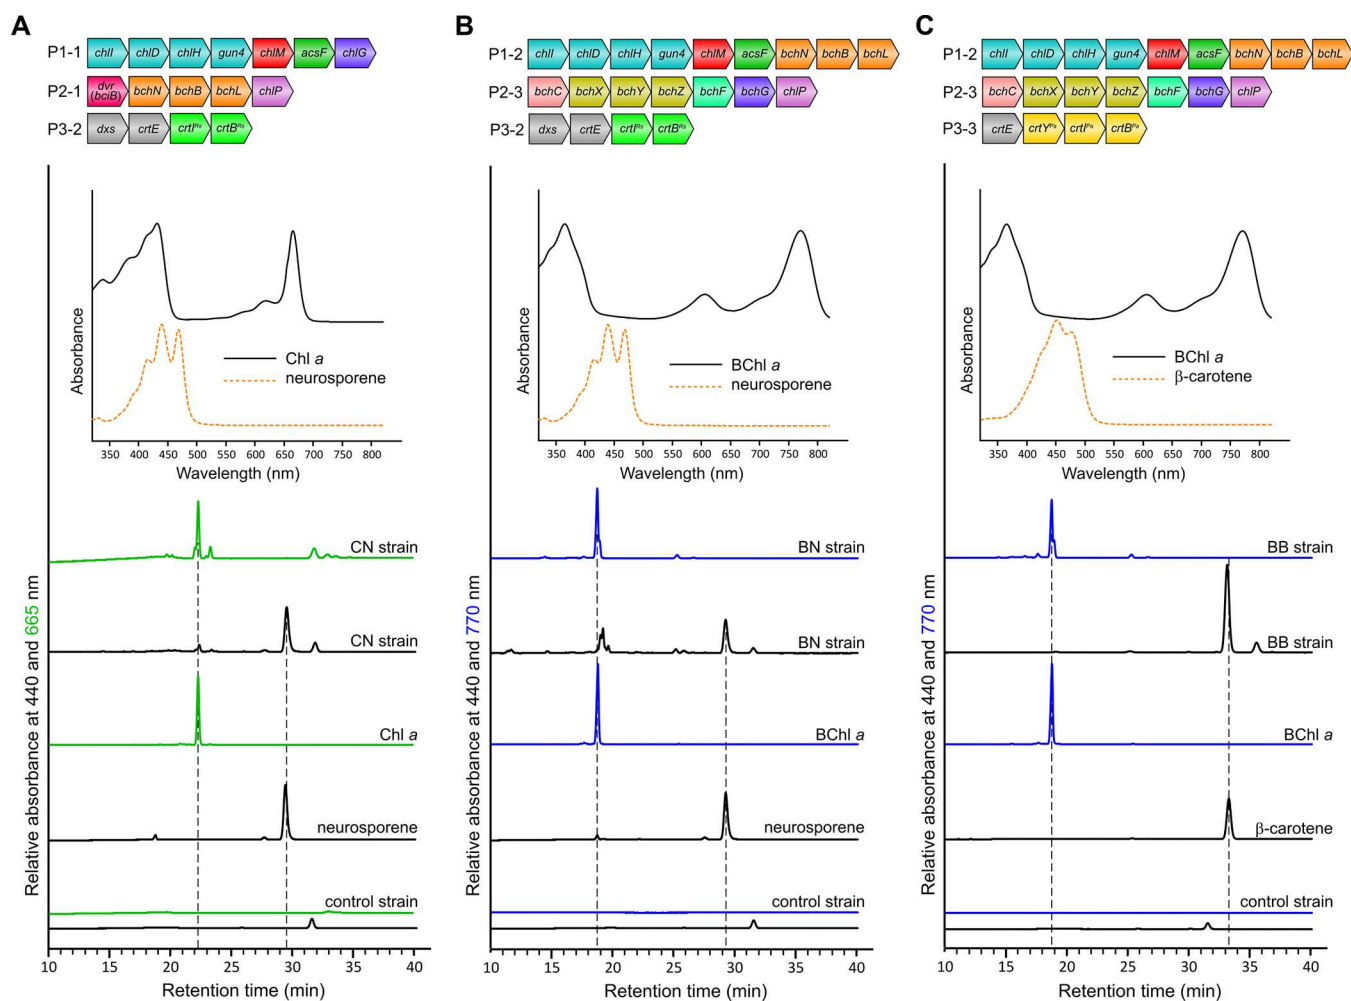 A
P1-1 chlI chlD chlH gun4 chlM acsF chlG
P2-1 dvr (bciB) bchN bchB bchL chlP
P3-2 dxs crtE crtIRs crtBRs
Absorbance
Chl a
neurosporene
350 400 450 500 550 600 650 700 750 800
Wavelength (nm)
Relative absorbance at 440 and 665 nm
CN strain
CN strain
Chl a
neurosporene
control strain
10 20 30 40
Retention time (min)
B
P1-2 chlI chlD chlH gun4 chlM acsF bchN bchB bchL
P2-3 bchC bchX bchY bchZ bchF bchG chlP
P3-2 dxs crtE crtIRs crtBRs
Absorbance
BChl a
neurosporene
350 400 450 500 550 600 650 700 750 800
Wavelength (nm)
Relative absorbance at 440 and 770 nm
BN strain
BN strain
BChl a
neurosporene
control strain
10 20 30 40
Retention time (min)
C
P1-2 chlI chlD chlH gun4 chlM acsF bchN bchB bchL
P2-3 bchC bchX bchY bchZ bchF bchG chlP
P3-3 crtE crtYPa crtIPa crtBPa
Absorbance
BChl a
β-carotene
350 400 450 500 550 600 650 700 750 800
Wavelength (nm)
Relative absorbance at 440 and 770 nm
BB strain
BB strain
BChl a
β-carotene
control strain
10 20 30 40
Retention time (min)